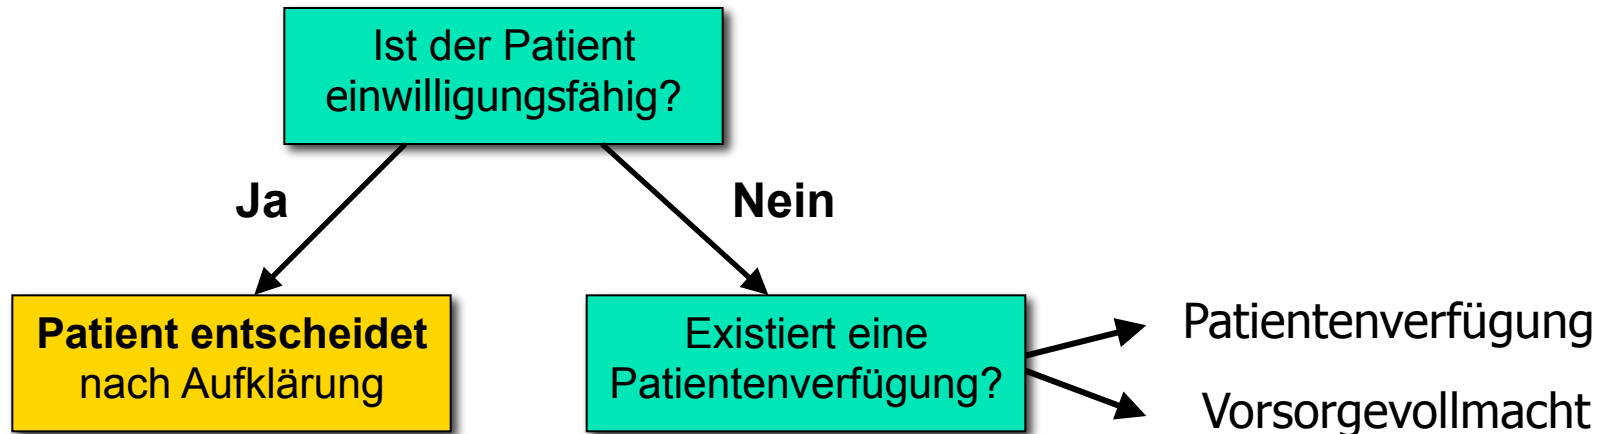 Ist der Patient
einwilligungsfähig?
Ja
Nein
Patient entscheidet
nach Aufklärung
Existiert eine
Patientenverfügung?
Patientenverfügung
Vorsorgevollmacht